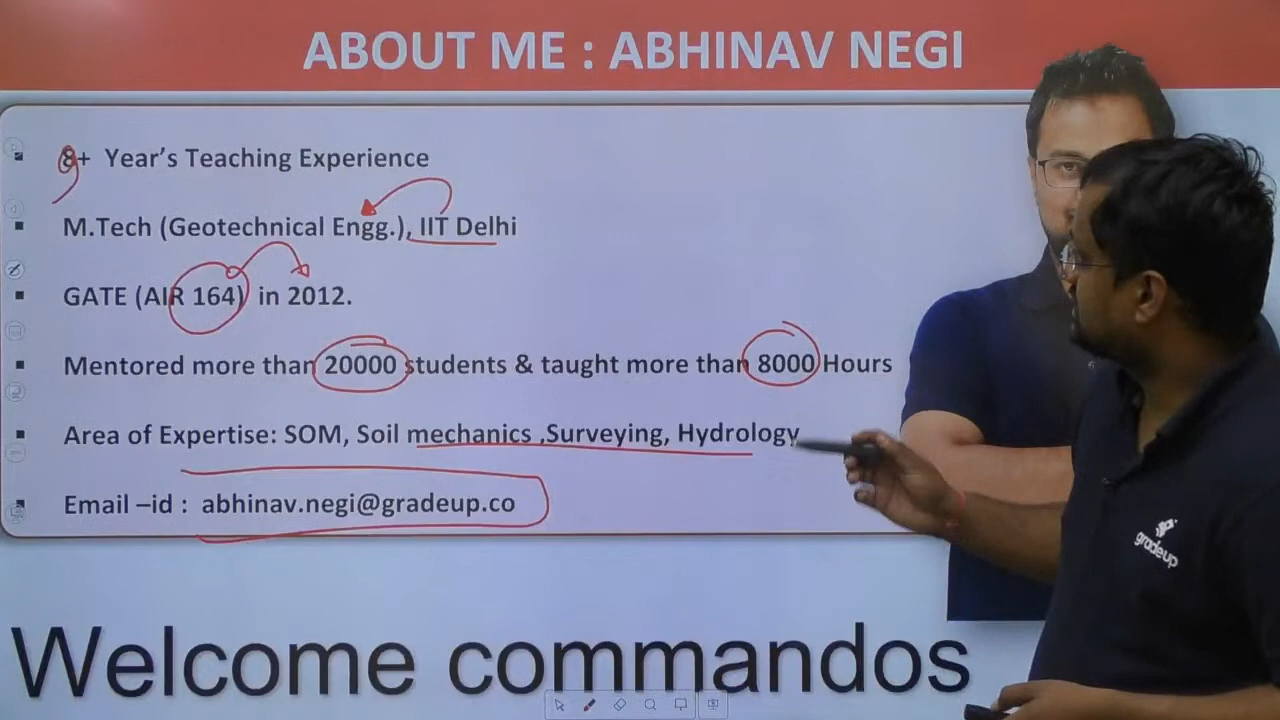 ABOUT ME : ABHINAV NEGI
8+ Year's Teaching Experience
9
M.Tech (Geotechnical Engg.), IIT Delhi
GATE (AIR 164) in 2012.
Mentored more than 20000 students & taught more than 8000 Hours
Area of Expertise: SOM, Soil mechanics ,Surveying, Hydrology
Email –id : abhinav.negi@gradeup.co
gradeup
Welcome commandos